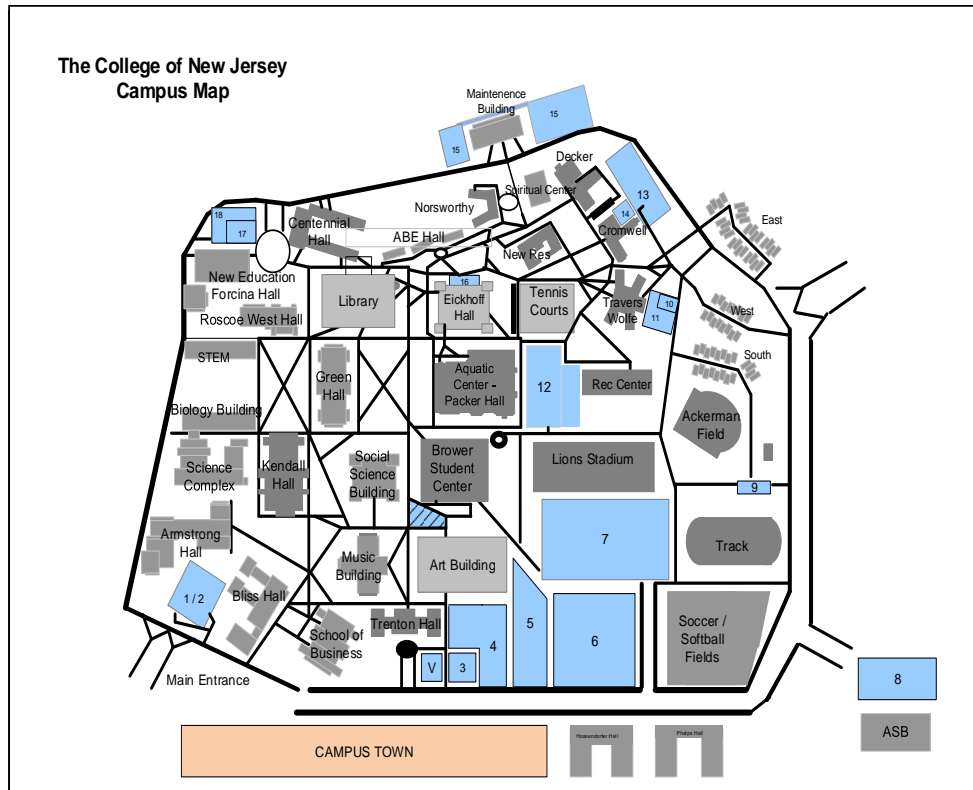 The College of New Jersey
Campus Map
Maintenence
Building
15
15
Decker
13
Spiritual Center
14
Norsworthy
East
18
17
Centennial
Hall
ABE Hall
Cromwell
New Res
New Education
Forcina Hall
Library
16
Eickhoff
Hall
Tennis
Courts
Travers
Wolfe
10
11
West
Roscoe West Hall
STEM
South
Green
Hall
Aquatic
Center -
Packer Hall
12
Rec Center
Biology Building
Ackerman
Field
Science
Complex
Kendall
Hall
Social
Science
Building
Brower
Student
Center
Lions Stadium
9
Armstrong
Hall
7
Track
Music
Building
Art Building
1 / 2
Bliss Hall
School of
Business
Trenton Hall
4
5
6
Soccer /
Softball
Fields
V
3
Main Entrance
8
ASB
CAMPUS TOWN
Hossendorfer Hall
Phelps Hall